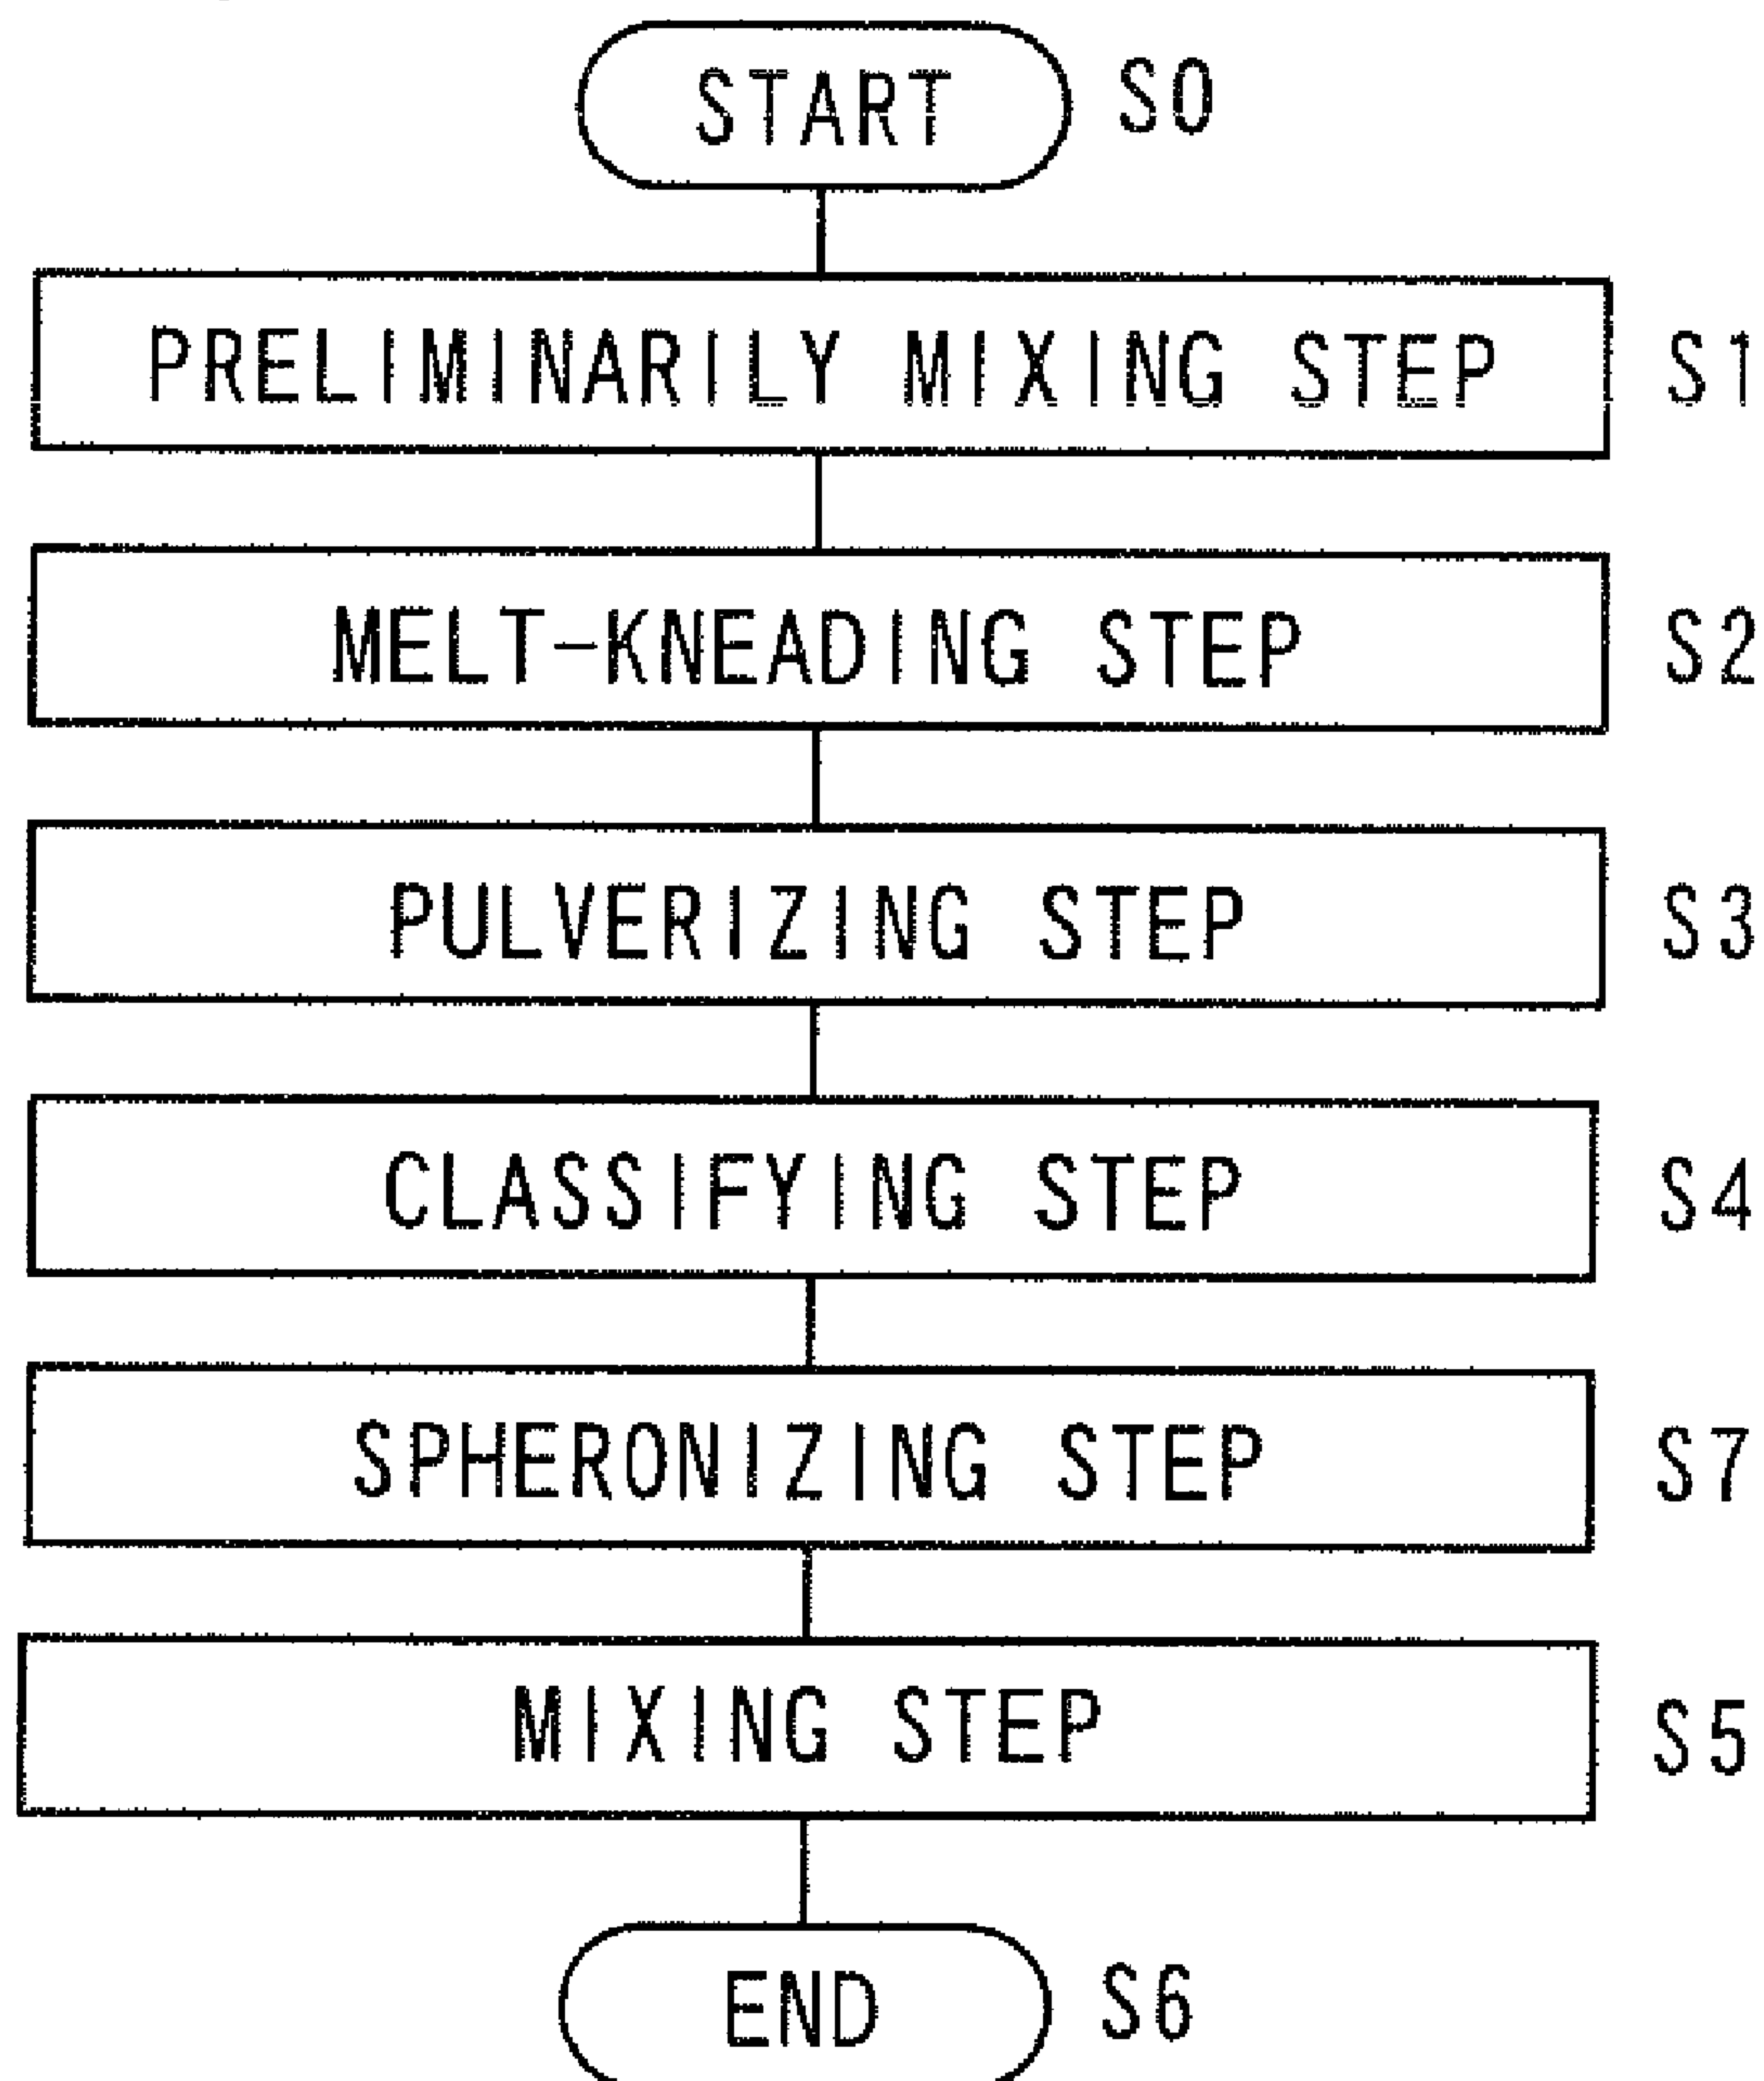 START S0
PRELIMINARILY MIXING STEP S1
MELT-KNEADING STEP S2
PULVERIZING STEP S3
CLASSIFYING STEP S4
SPHERONIZING STEP S7
MIXING STEP S5
END S6